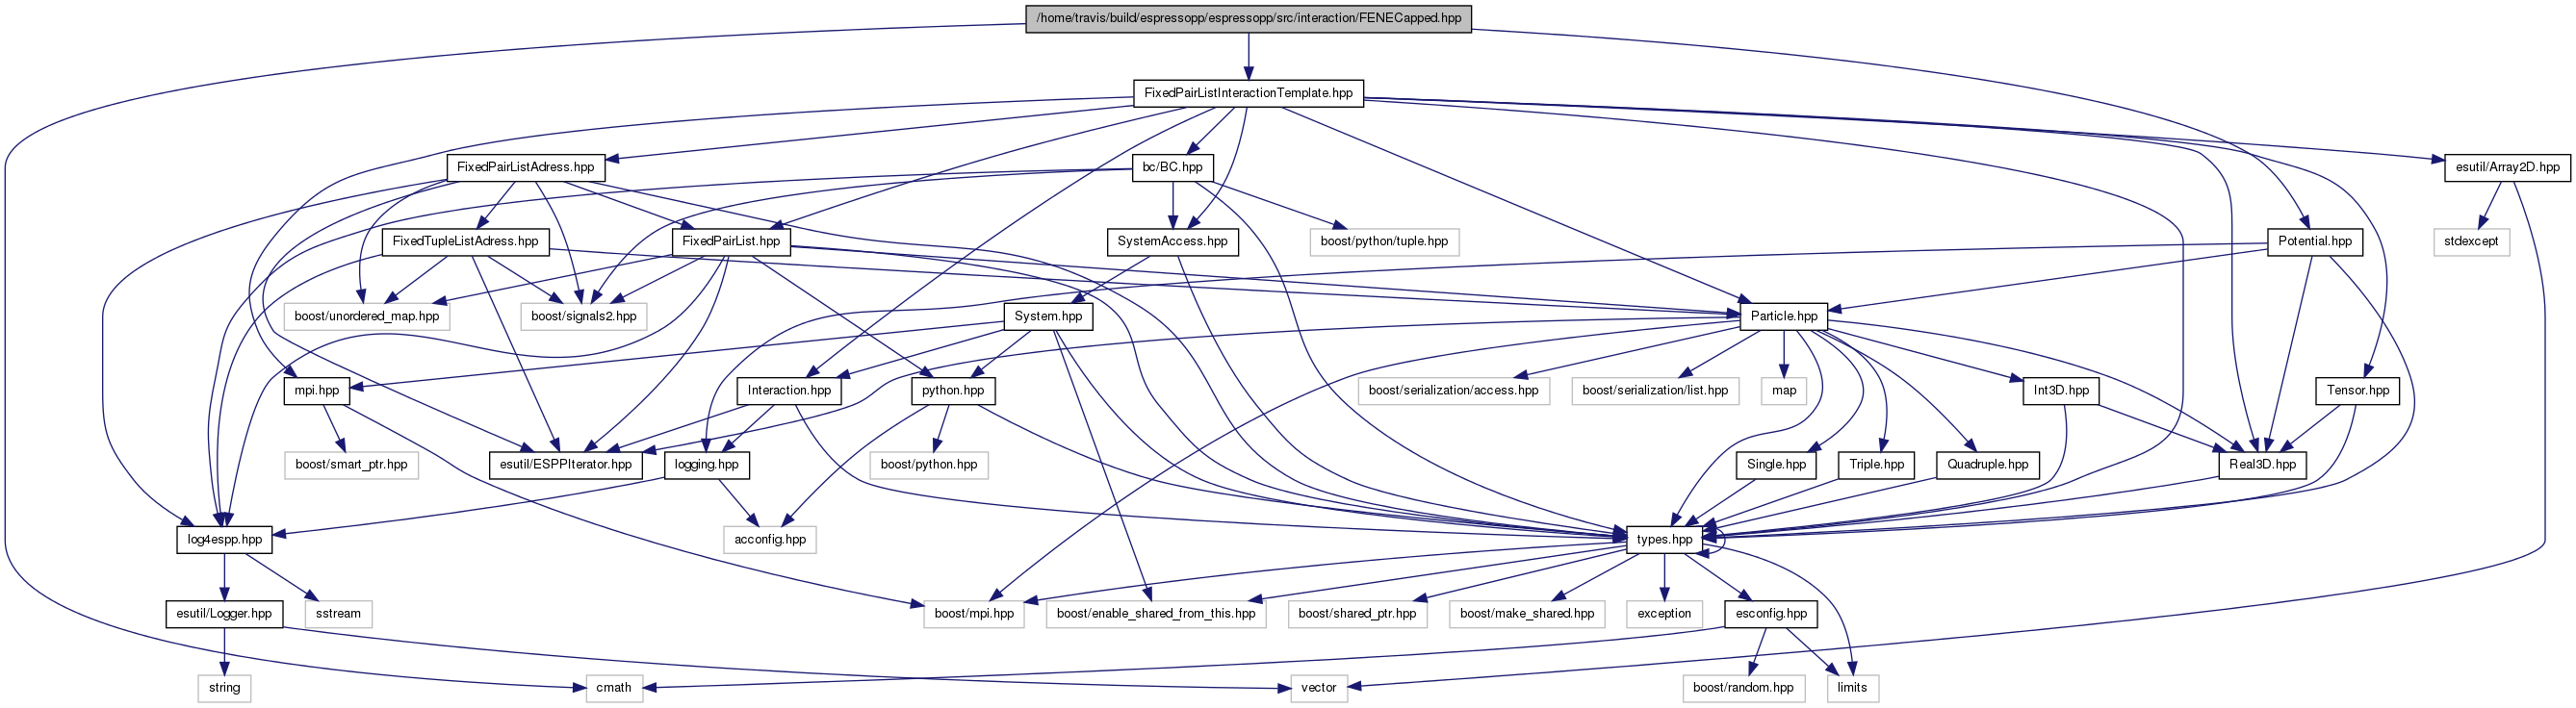 /home/travis/build/espressopp/espressopp/src/interaction/FENECapped.hpp
FixedPairListInteractionTemplate.hpp
FixedPairListAdress.hpp
bc/BC.hpp
esutil/Array2D.hpp
FixedTupleListAdress.hpp
FixedPairList.hpp
SystemAccess.hpp
boost/python/tuple.hpp
Potential.hpp
stdexcept
boost/unordered_map.hpp
boost/signals2.hpp
System.hpp
Particle.hpp
mpi.hpp
Interaction.hpp
python.hpp
boost/serialization/access.hpp
boost/serialization/list.hpp
map
Int3D.hpp
Tensor.hpp
boost/smart_ptr.hpp
esutil/ESPPIterator.hpp
logging.hpp
boost/python.hpp
Single.hpp
Triple.hpp
Quadruple.hpp
Real3D.hpp
log4espp.hpp
acconfig.hpp
types.hpp
esutil/Logger.hpp
sstream
boost/mpi.hpp
boost/enable_shared_from_this.hpp
boost/shared_ptr.hpp
boost/make_shared.hpp
exception
esconfig.hpp
string
cmath
vector
boost/random.hpp
limits